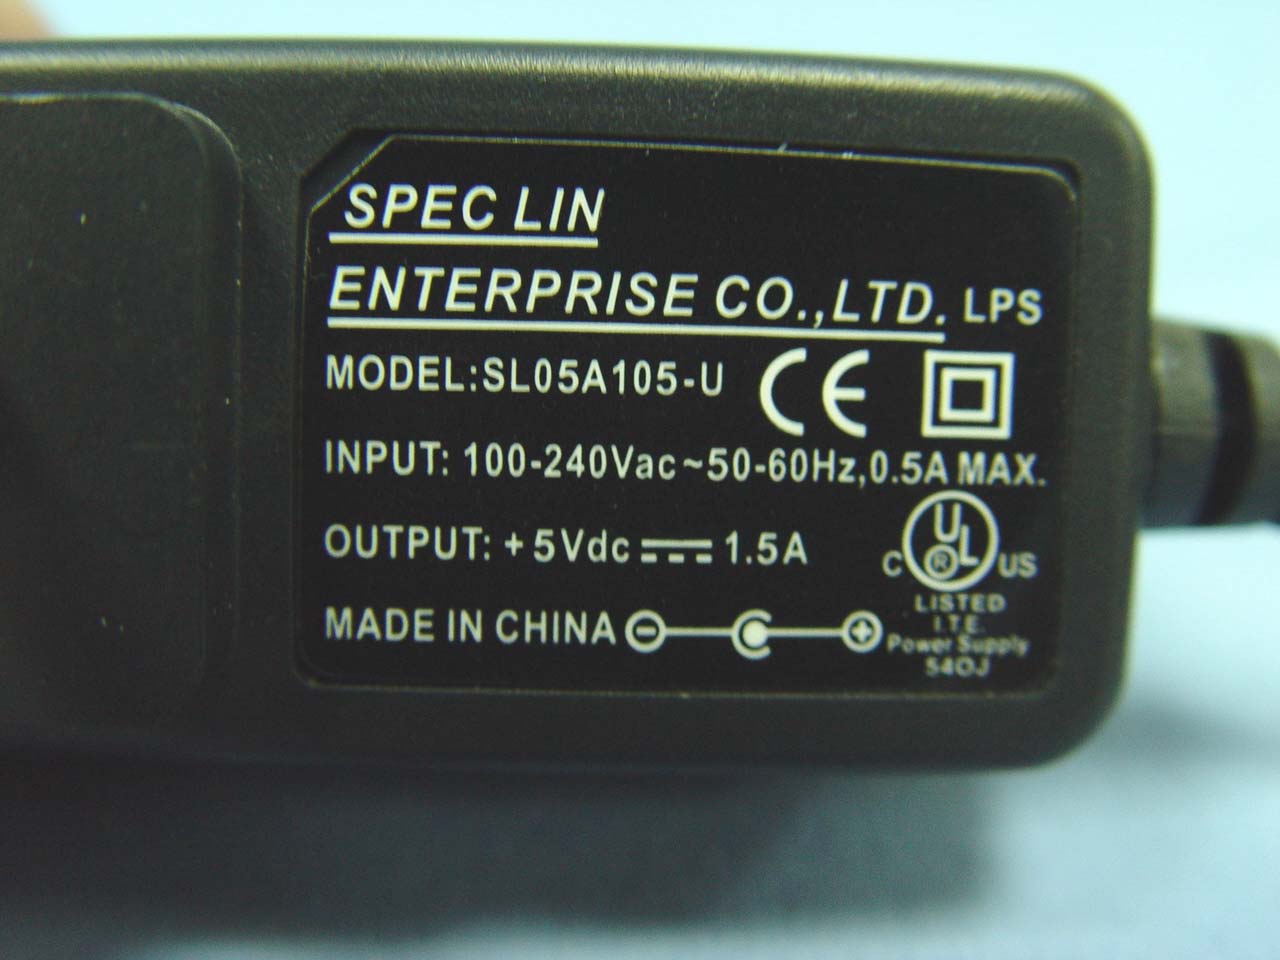 SPEC LIN
ENTERPRISE CO.,LTD. LPS
MODEL:SL05A105-U CE
INPUT: 100-240Vac~50-60Hz,0.5A MAX.
OUTPUT: +5Vdc 1.5A
C UL ® US
LISTED
I.T.E.
Power Supply
54OJ
MADE IN CHINA